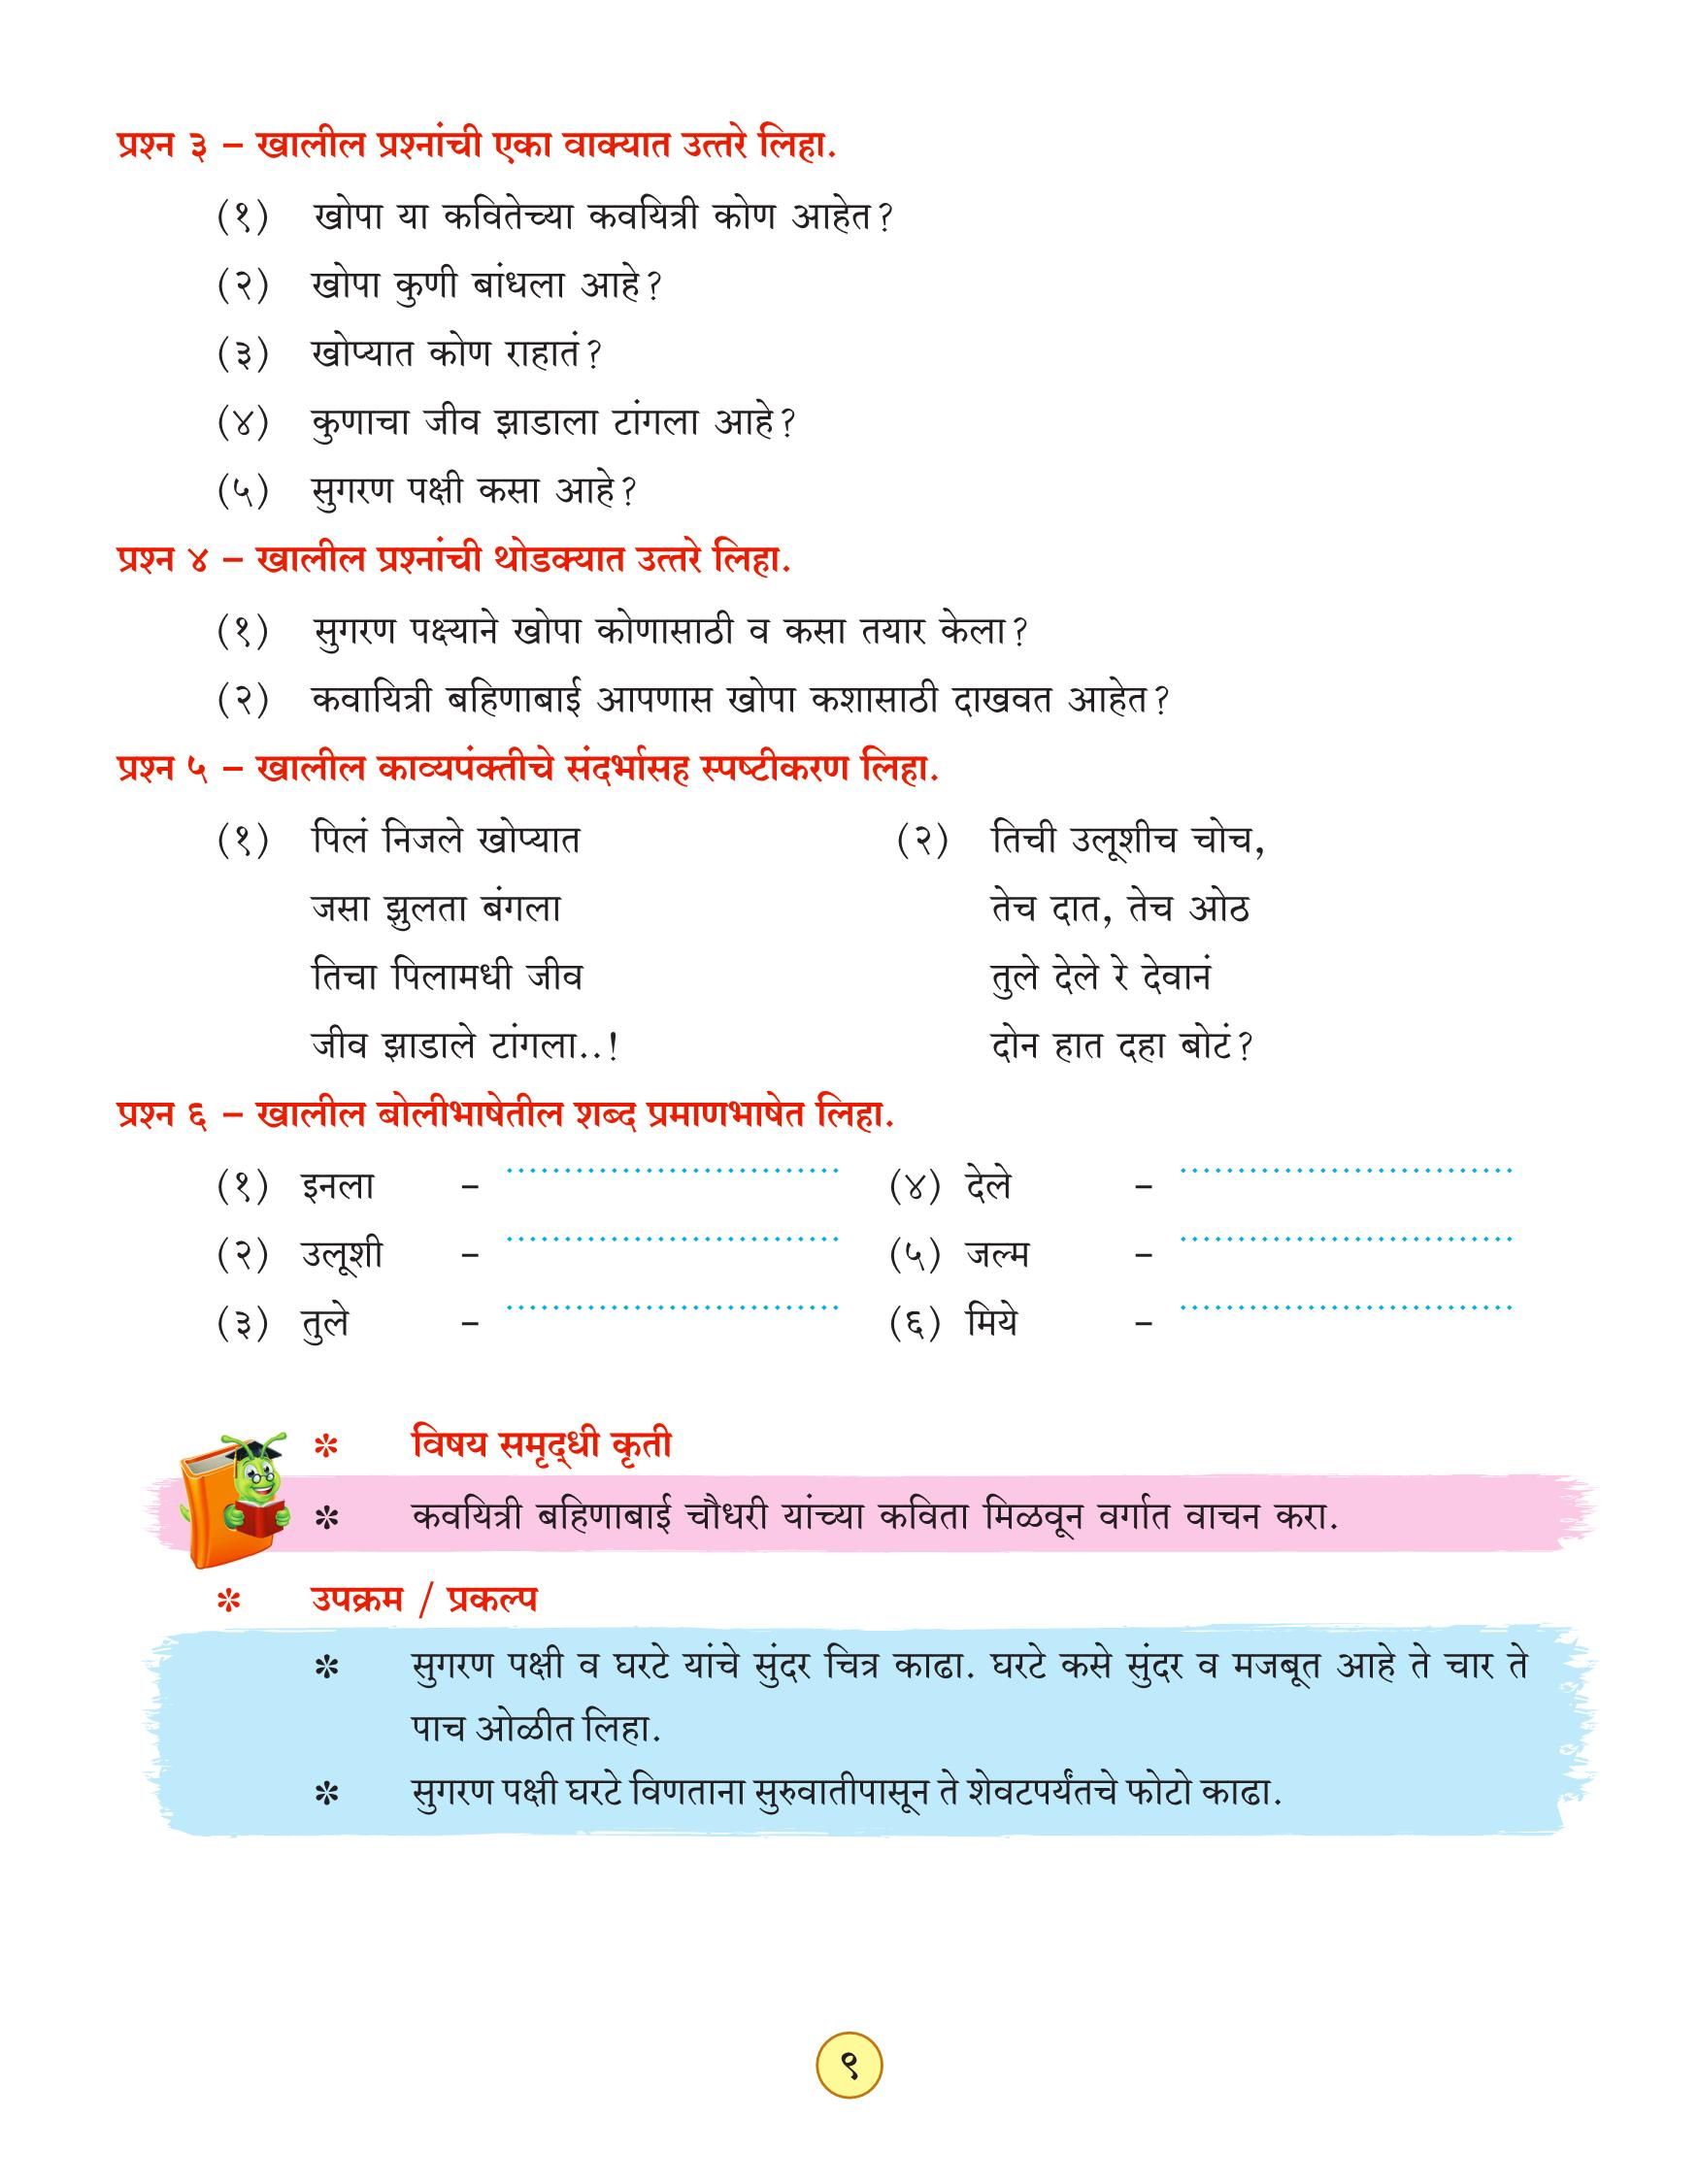 प्रश्न ३ – खालील प्रश्नांची एका वाक्यात उत्तरे लिहा.
(१) खोपा या कवितेच्या कवयित्री कोण आहेत?
(२) खोपा कुणी बांधला आहे?
(३) खोप्यात कोण राहातं?
(४) कुणाचा जीव झाडाला टांगला आहे?
(५) सुगरण पक्षी कसा आहे?
प्रश्न ४ – खालील प्रश्नांची थोडक्यात उत्तरे लिहा.
(१) सुगरण पक्ष्याने खोपा कोणासाठी व कसा तयार केला?
(२) कवायित्री बहिणाबाई आपणास खोपा कशासाठी दाखवत आहेत?
प्रश्न ५ – खालील काव्यपंक्तीचे संदर्भासह स्पष्टीकरण लिहा.
(१) पिलं निजले खोप्यात (२) तिची उलूशीच चोच,
जसा झुलता बंगला तेच दात, तेच ओठ
तिचा पिलामधी जीव तुले देले रे देवानं
जीव झाडाले टांगला..! दोन हात दहा बोटं?
प्रश्न ६ – खालील बोलीभाषेतील शब्द प्रमाणभाषेत लिहा.
(१) इनला – ............................. (४) देले – .............................
(२) उलूशी – ............................. (५) जल्म – .............................
(३) तुले – ............................. (६) मिये – .............................
✽ विषय समृद्धी कृती
✽ कवयित्री बहिणाबाई चौधरी यांच्या कविता मिळवून वर्गात वाचन करा.
✽ उपक्रम / प्रकल्प
✽ सुगरण पक्षी व घरटे यांचे सुंदर चित्र काढा. घरटे कसे सुंदर व मजबूत आहे ते चार ते
पाच ओळीत लिहा.
✽ सुगरण पक्षी घरटे विणताना सुरुवातीपासून ते शेवटपर्यंतचे फोटो काढा.
९